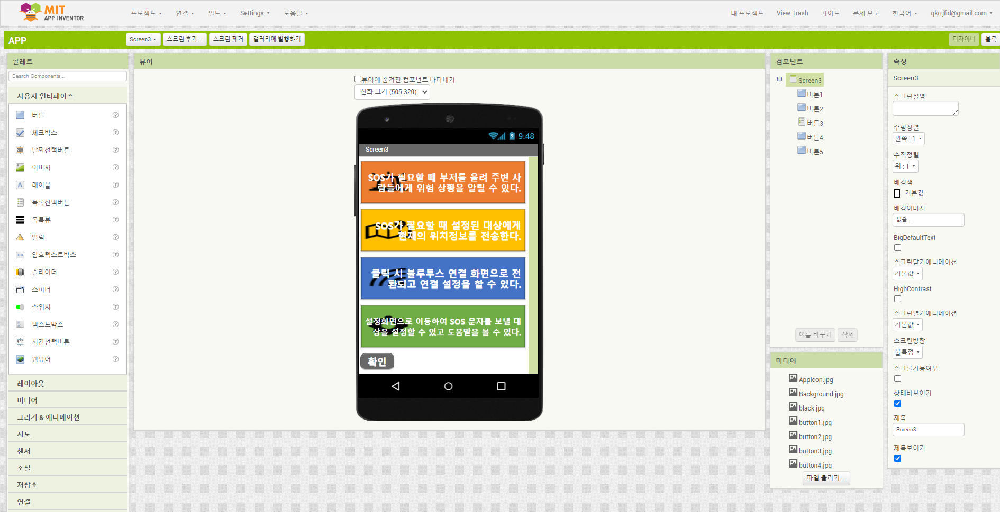 MIT
APP INVENTOR
프로젝트
연결
빌드
Settings
도움말
내 프로젝트
View Trash
가이드
문제 보고
한국어
qkrrjfid@gmail.com
APP
Screen3
스크린 추가 ...
스크린 제거
갤러리에 발행하기
디자이너
블록
팔레트
Search Components...
사용자 인터페이스
버튼
체크박스
날짜선택버튼
이미지
레이블
목록선택버튼
목록뷰
알림
암호텍스트박스
슬라이더
스피너
스위치
텍스트박스
시간선택버튼
웹뷰어
레이아웃
미디어
그리기 & 애니메이션
지도
센서
소셜
저장소
연결
뷰어
뷰어에 숨겨진 컴포넌트 나타내기
전화 크기 (505,320)
9:48
Screen3
SOS가 필요할 때 부저를 울려 주변 사
람들에게 위험 상황을 알릴 수 있다.
SOS가 필요할 때 설정된 대상에게
현재의 위치정보를 전송한다.
클릭 시 블루투스 연결 화면으로 전
환되고 연결 설정을 할 수 있다.
설정화면으로 이동하여 SOS 문자를 보낼 대
상을 설정할 수 있고 도움말을 볼 수 있다.
확인
컴포넌트
Screen3
버튼1
버튼2
버튼3
버튼4
버튼5
이름 바꾸기
삭제
미디어
AppIcon.jpg
Background.jpg
black.jpg
button1.jpg
button2.jpg
button3.jpg
button4.jpg
파일 올리기 ...
속성
Screen3
스크린설명
수평정렬
왼쪽 : 1
수직정렬
위 : 1
배경색
기본값
배경이미지
없음...
BigDefaultText
스크린닫기애니메이션
기본값
HighContrast
스크린열기애니메이션
기본값
스크린방향
불특정
스크롤가능여부
상태바보이기
제목
Screen3
제목보이기